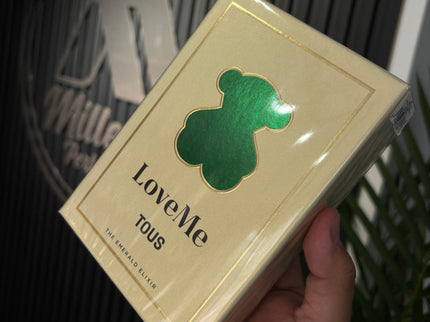 LoveMe
TOUS
THE EMERALD ELIXIR